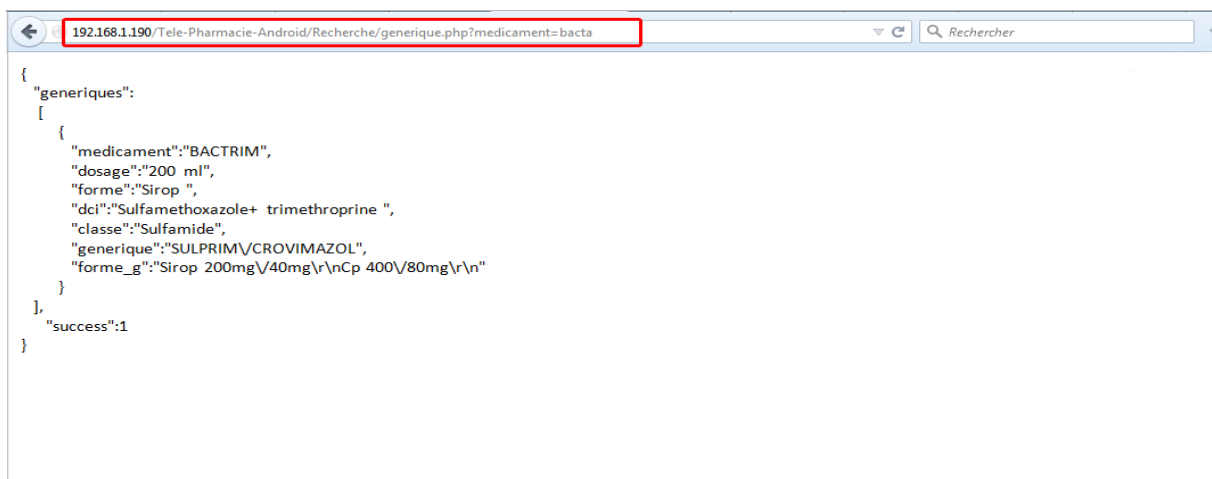 192.168.1.190/Tele-Pharmacie-Android/Recherche/generique.php?medicament=bacta
Rechercher
{
"generiques":
[
{
"medicament":"BACTRIM",
"dosage":"200 ml",
"forme":"Sirop ",
"dci":"Sulfamethoxazole+ trimethroprine ",
"classe":"Sulfamide",
"generique":"SULPRIM\/CROVIMAZOL",
"forme_g":"Sirop 200mg\/40mg\r\nCp 400\/80mg\r\n"
}
],
"success":1
}